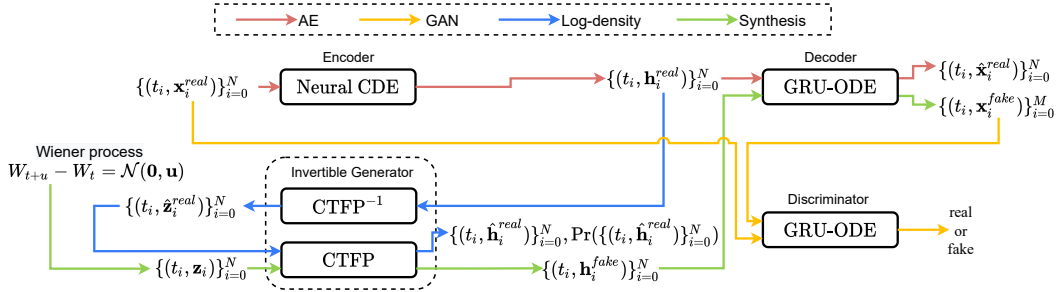 AE GAN Log-density Synthesis
Encoder
Decoder
{(t_i, x_i^{real})}_{i=0}^N
Neural CDE
{(t_i, h_i^{real})}_{i=0}^N
GRU-ODE
{(t_i, x̂_i^{real})}_{i=0}^N
{(t_i, x_i^{fake})}_{i=0}^M
Wiener process
W_{t+u} − W_t = 𝒩(0, u)
Invertible Generator
{(t_i, ẑ_i^{real})}_{i=0}^N
CTFP^{−1}
{(t_i, ĥ_i^{real})}_{i=0}^N, Pr({(t_i, ĥ_i^{real})}_{i=0}^N)
{(t_i, z_i)}_{i=0}^N
CTFP
{(t_i, h_i^{fake})}_{i=0}^N
Discriminator
GRU-ODE
real
or
fake